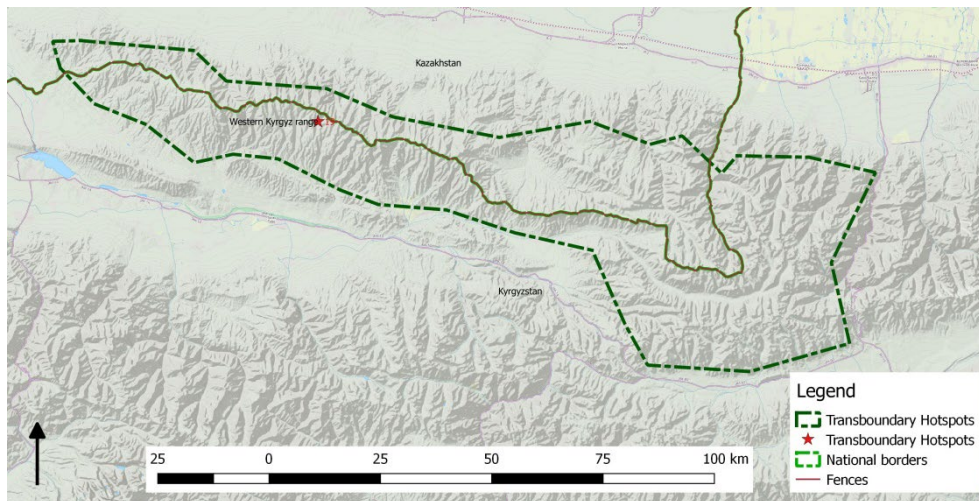 Kazakhstan
Western Kyrgyz range
Kyrgyzstan
Legend
Transboundary Hotspots
Transboundary Hotspots
National borders
Fences
25 0 25 50 75 100 km